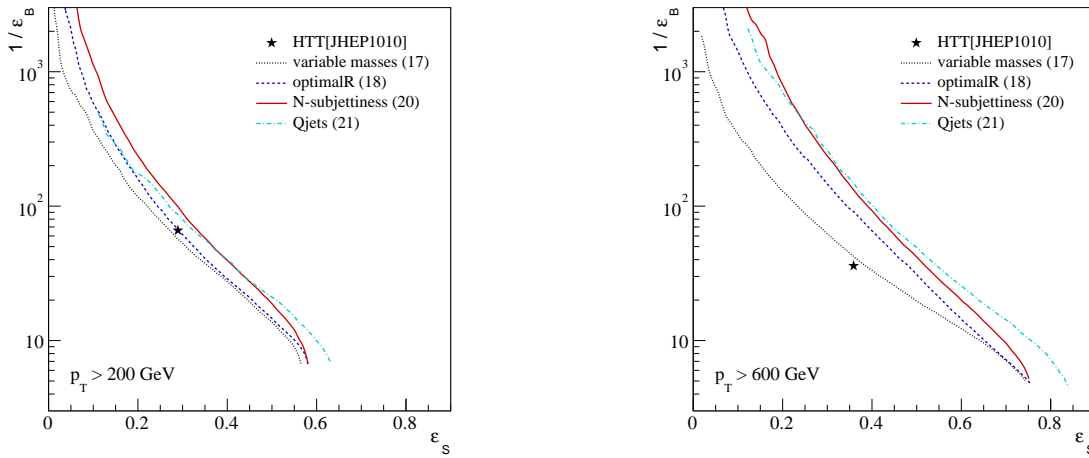 1 / ε_B
10^3
10^2
10
HTT[JHEP1010]
variable masses (17)
optimalR (18)
N-subjettiness (20)
Qjets (21)
p_T > 200 GeV
0 0.2 0.4 0.6 0.8
ε_S
1 / ε_B
10^3
10^2
10
HTT[JHEP1010]
variable masses (17)
optimalR (18)
N-subjettiness (20)
Qjets (21)
p_T > 600 GeV
0 0.2 0.4 0.6 0.8
ε_S